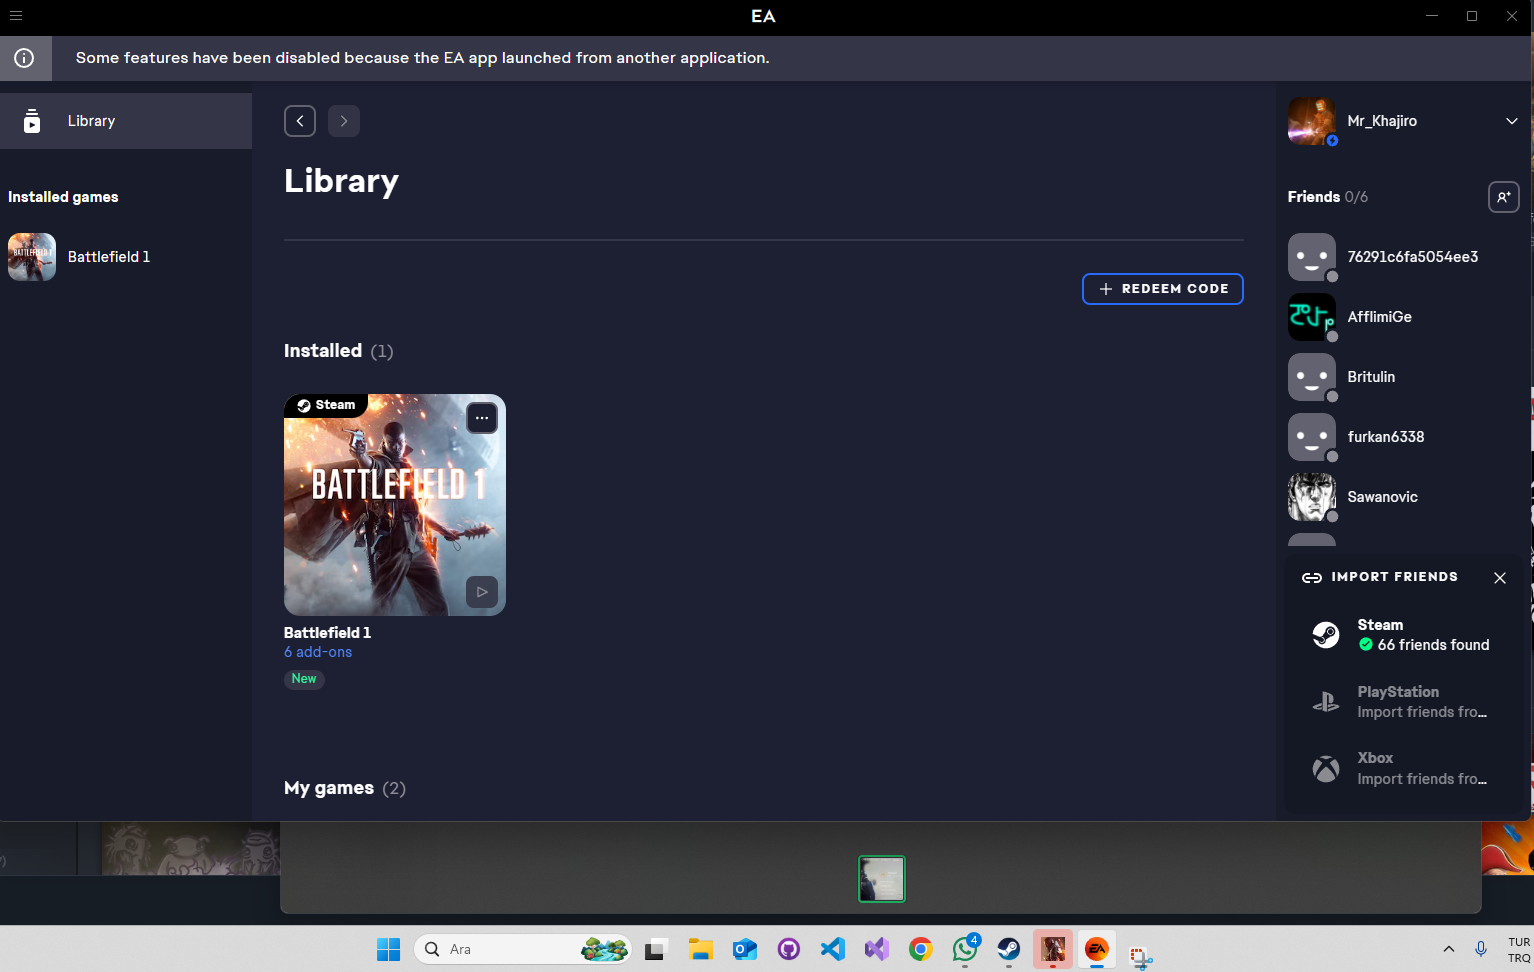 EA
Some features have been disabled because the EA app launched from another application.
Library
Installed games
Battlefield 1
Library
REDEEM CODE
Installed (1)
Steam
BATTLEFIELD 1
Battlefield 1
6 add-ons
New
My games (2)
Mr_Khajiro
Friends 0/6
76291c6fa5054ee3
AfflimiGe
Britulin
furkan6338
Sawanovic
IMPORT FRIENDS
Steam
66 friends found
PlayStation
Import friends fro...
Xbox
Import friends fro...
Ara
4
EA
TUR
TRQ